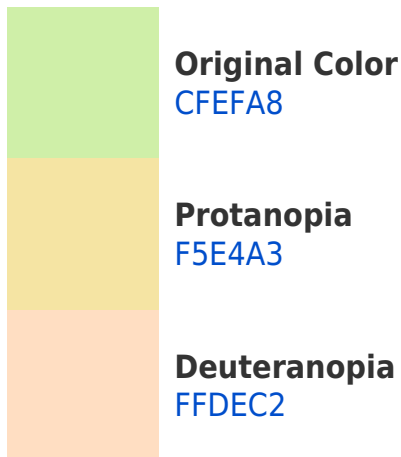 Original Color
CFEFA8
Protanopia
F5E4A3
Deuteranopia
FFDEC2